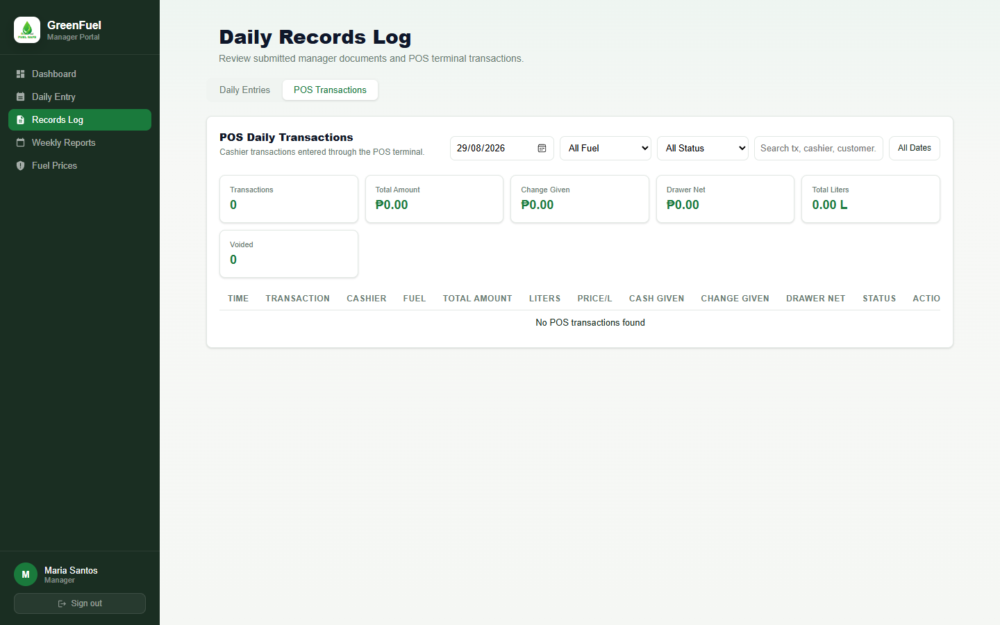 GreenFuel
Manager Portal
Dashboard
Daily Entry
Records Log
Weekly Reports
Fuel Prices
Maria Santos
M
Manager
Sign out
Daily Records Log
Review submitted manager documents and POS terminal transactions.
Daily Entries
POS Transactions
POS Daily Transactions
Cashier transactions entered through the POS terminal.
29/08/2026
All Fuel
All Status
Search tx, cashier, customer.
All Dates
Transactions
0
Total Amount
₱0.00
Change Given
₱0.00
Drawer Net
₱0.00
Total Liters
0.00 L
Voided
0
TIME TRANSACTION CASHIER FUEL TOTAL AMOUNT LITERS PRICE/L CASH GIVEN CHANGE GIVEN DRAWER NET STATUS ACTIO
No POS transactions found